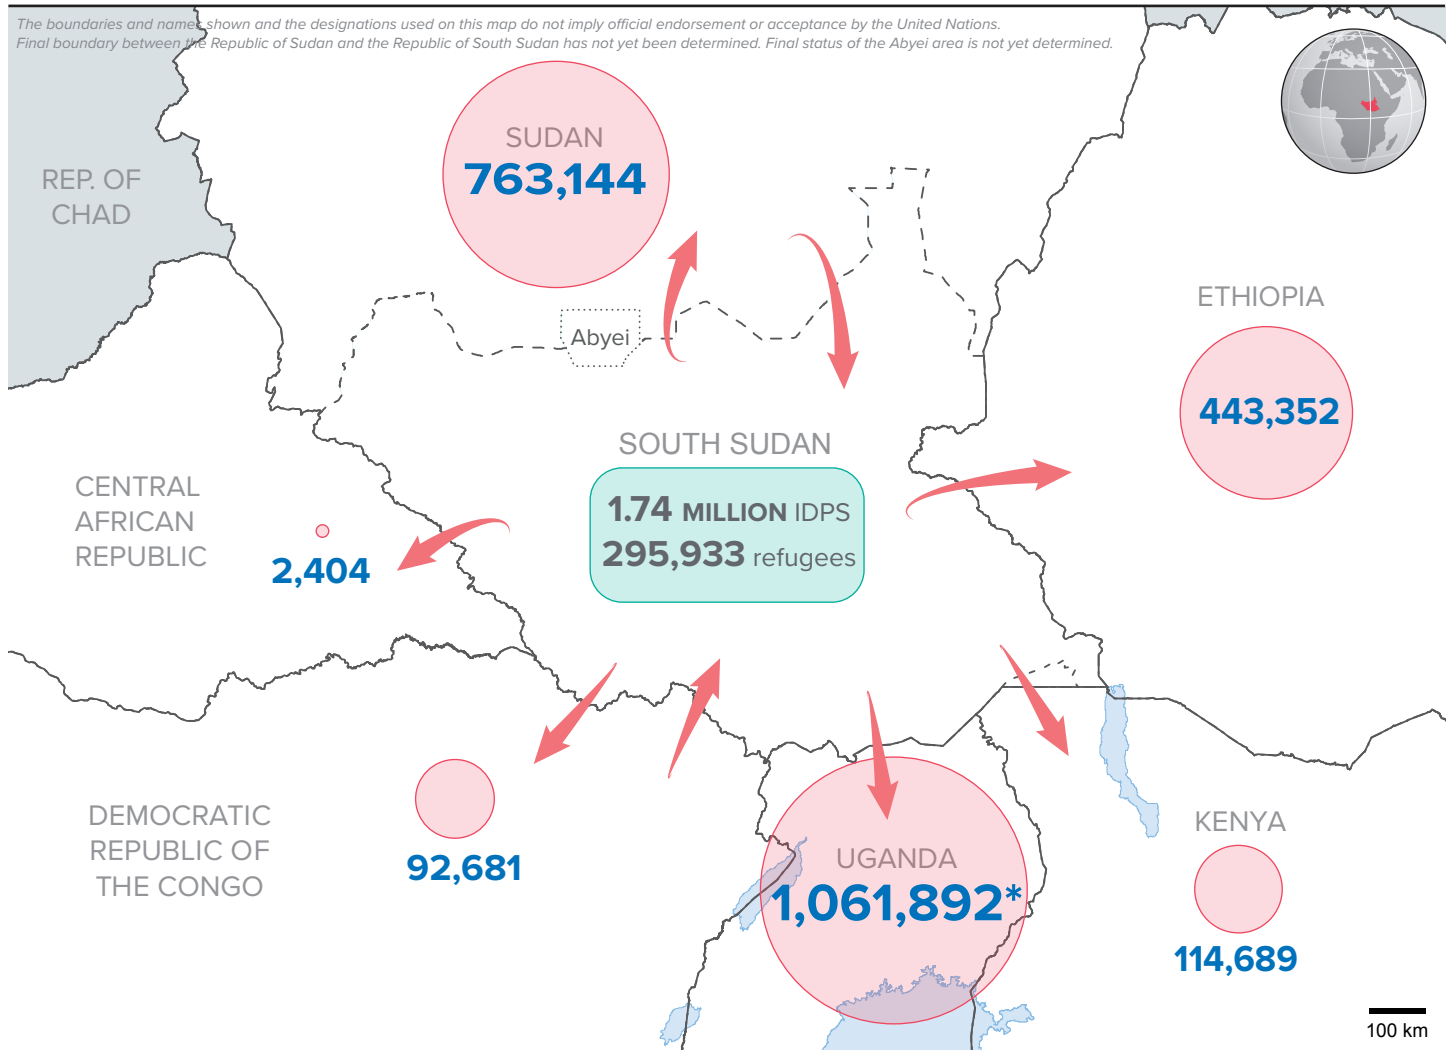 The boundaries and names shown and the designations used on this map do not imply official endorsement or acceptance by the United Nations.
Final boundary between the Republic of Sudan and the Republic of South Sudan has not yet been determined. Final status of the Abyei area is not yet determined.
SUDAN
763,144
REP. OF
CHAD
ETHIOPIA
443,352
Abyei
SOUTH SUDAN
1.74 MILLION IDPS
295,933 refugees
CENTRAL
AFRICAN
REPUBLIC
2,404
DEMOCRATIC
REPUBLIC OF
THE CONGO
92,681
UGANDA
1,061,892*
KENYA
114,689
100 km